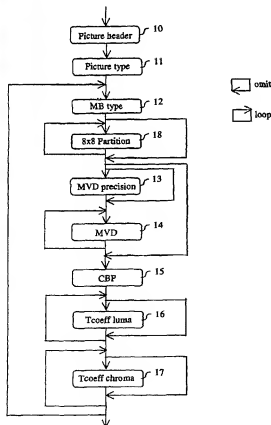 Picture header
10
Picture type
11
MB type
12
8x8 Partition
18
MVD precision
13
MVD
14
CBP
15
Tcoeff luma
16
Tcoeff chroma
17
omit
loop